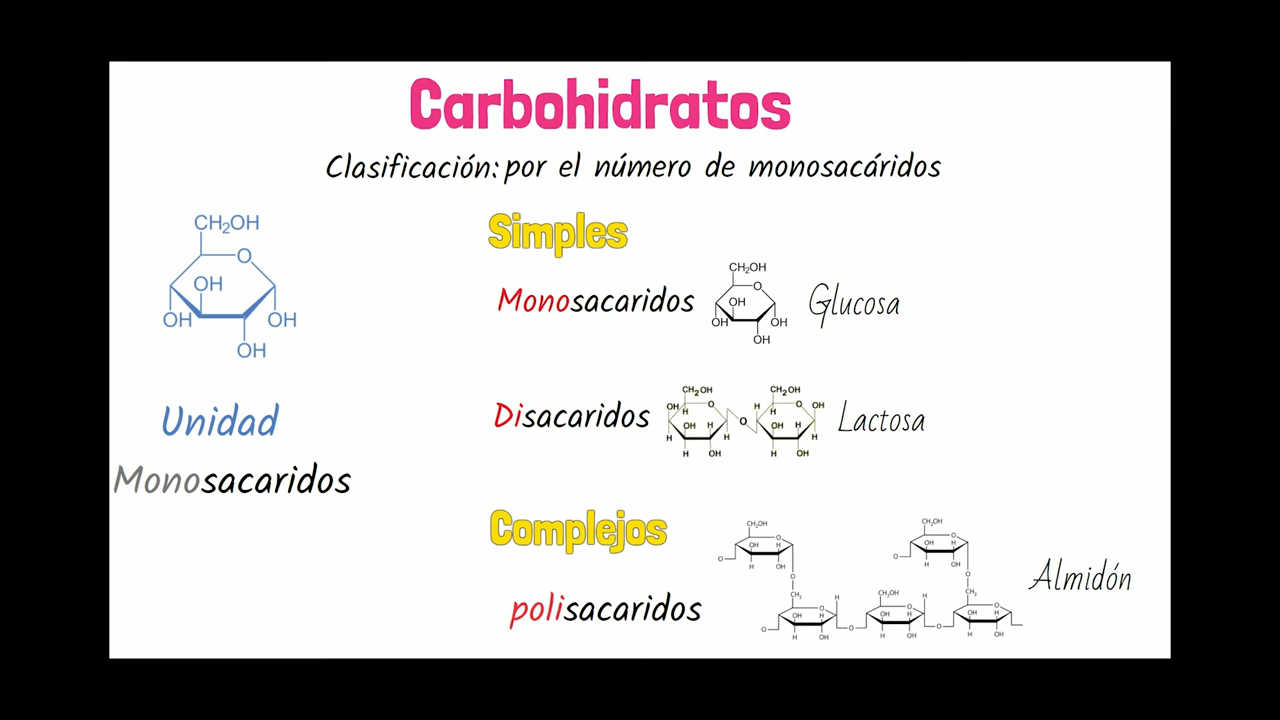 Carbohidratos
Clasificación: por el número de monosacáridos
CH2OH
O
OH
OH
OH
OH
Unidad
Monosacaridos
Simples
Monosacaridos
CH2OH
O
OH
OH
OH
OH
Glucosa
Disacaridos
CH2OH
CH2OH
OH
H
O
H
H
O
OH
H
OH
H
O
OH
H
H
H
H
H
OH
H
OH
Lactosa
Complejos
polisacaridos
CH2OH
CH2OH
O
O
OH
H
OH
H
O
H
OH
O
H
OH
O
O
CH2
CH2OH
CH2
H
H
O
O
O
OH
H
OH
H
OH
H
O
H
OH
O
H
OH
O
H
OH
Almidón